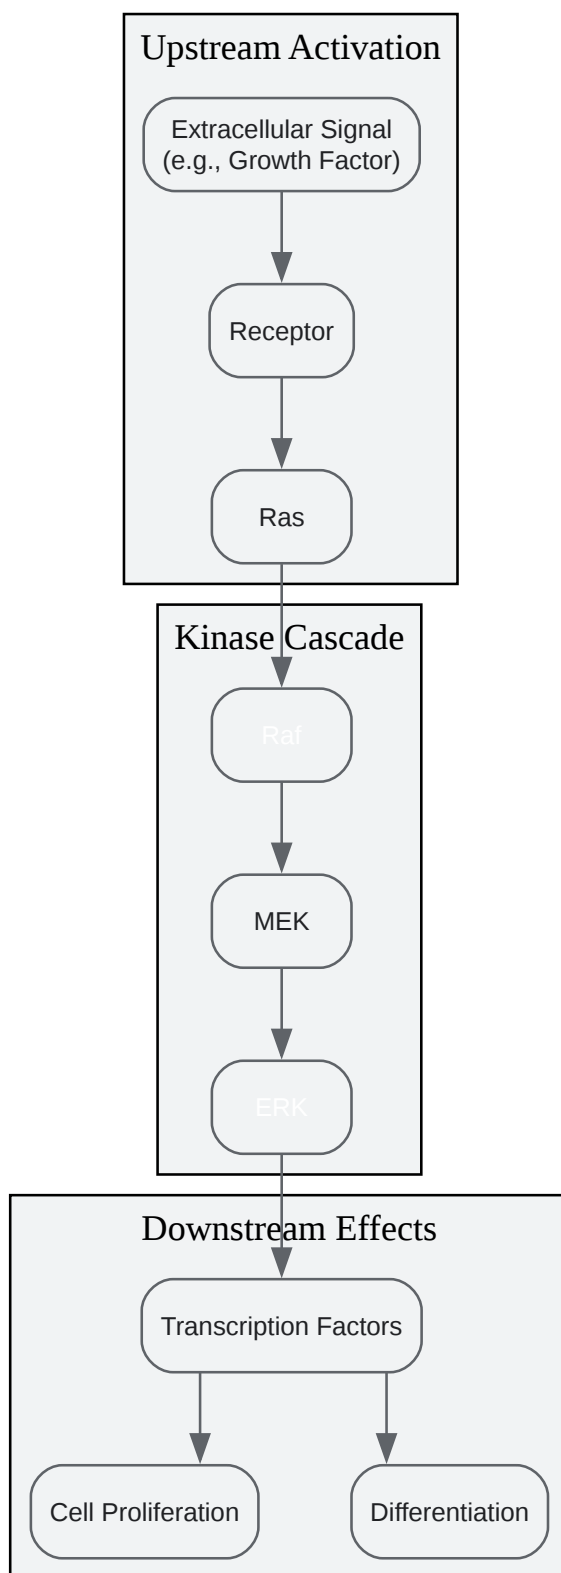 Upstream Activation
Extracellular Signal
(e.g., Growth Factor)
Receptor
Ras
Kinase Cascade
Raf
MEK
ERK
Downstream Effects
Transcription Factors
Cell Proliferation
Differentiation